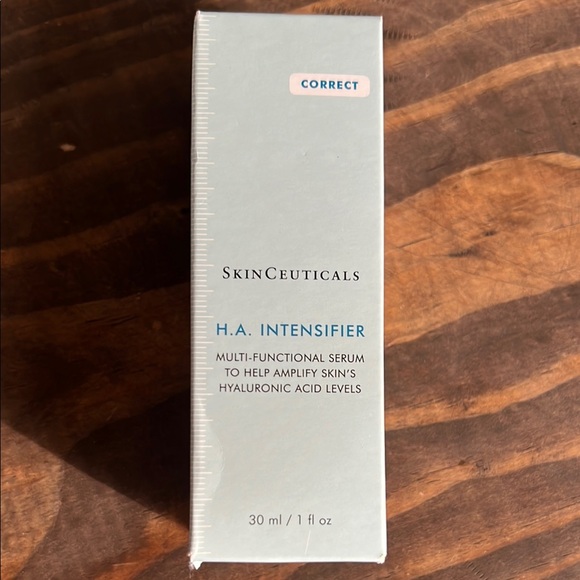 CORRECT
SKINCEUTICALS
H.A. INTENSIFIER
MULTI-FUNCTIONAL SERUM
TO HELP AMPLIFY SKIN'S
HYALURONIC ACID LEVELS
30 ml / 1 fl oz